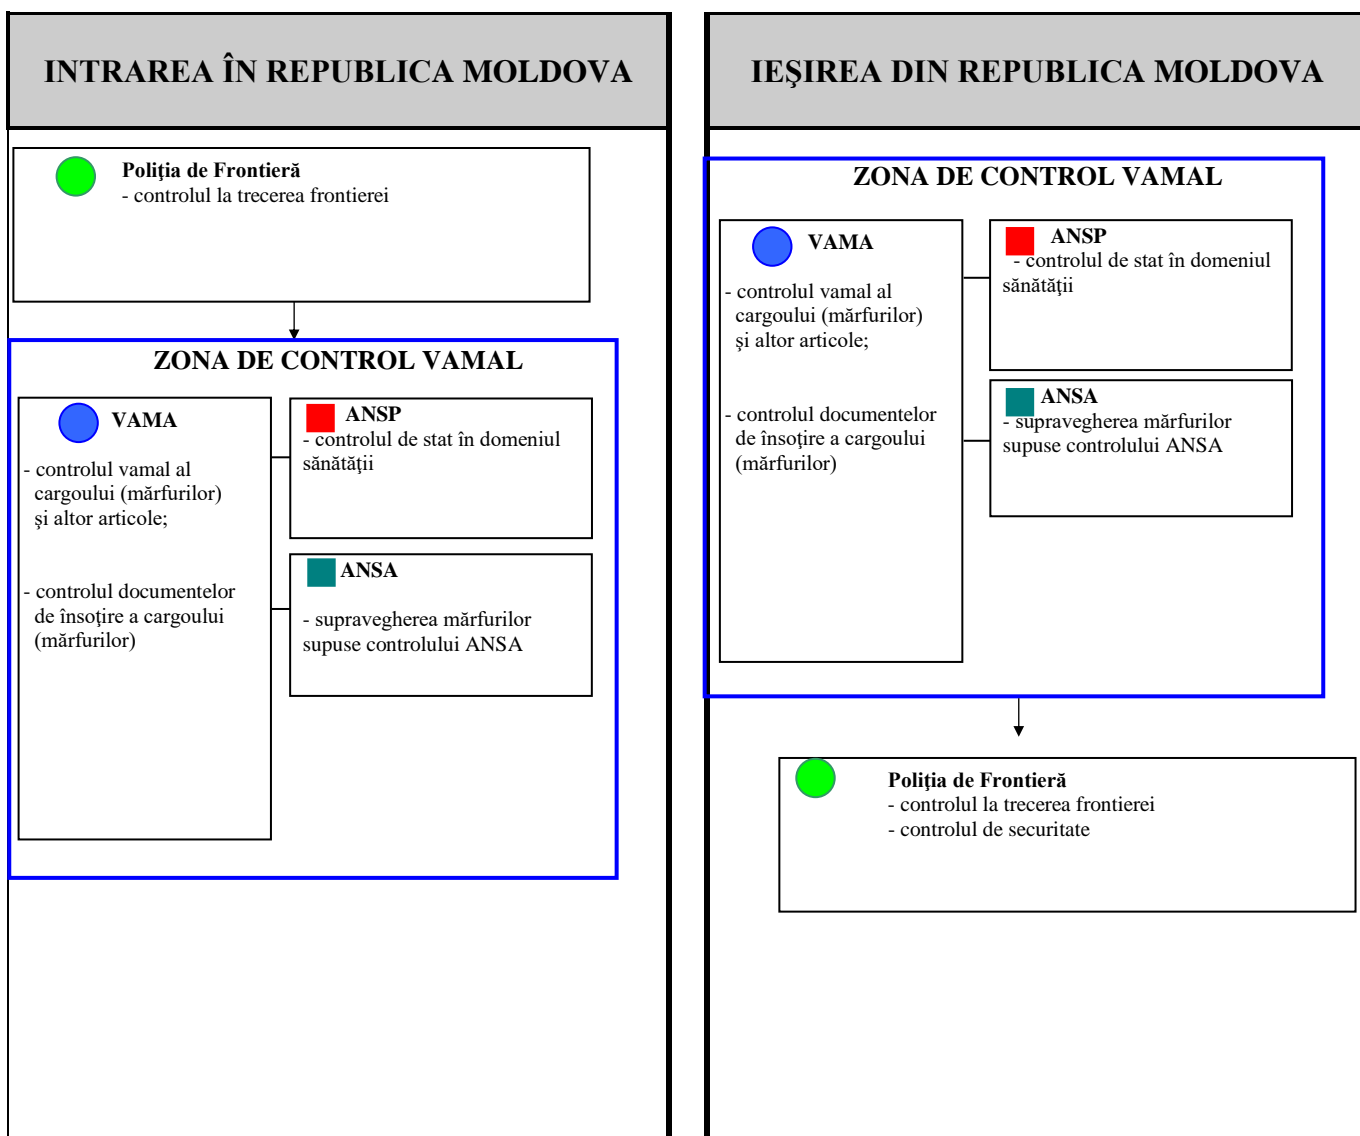 INTRAREA ÎN REPUBLICA MOLDOVA
Poliţia de Frontieră
- controlul la trecerea frontierei
ZONA DE CONTROL VAMAL
VAMA
- controlul vamal al
cargoului (mărfurilor)
şi altor articole;
- controlul documentelor
de însoţire a cargoului
(mărfurilor)
ANSP
- controlul de stat în domeniul
sănătăţii
ANSA
- supravegherea mărfurilor
supuse controlului ANSA
IEŞIREA DIN REPUBLICA MOLDOVA
ZONA DE CONTROL VAMAL
VAMA
- controlul vamal al
cargoului (mărfurilor)
şi altor articole;
- controlul documentelor
de însoţire a cargoului
(mărfurilor)
ANSP
- controlul de stat în domeniul
sănătăţii
ANSA
- supravegherea mărfurilor
supuse controlului ANSA
Poliţia de Frontieră
- controlul la trecerea frontierei
- controlul de securitate